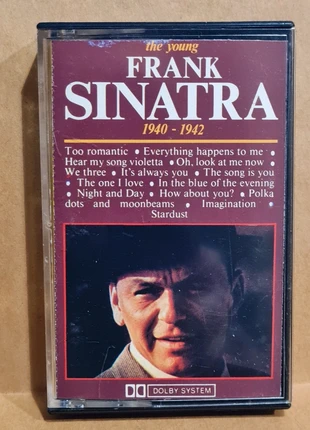 the young
FRANK
SINATRA
1940 - 1942
Too romantic • Everything happens to me •
Hear my song violetta • Oh, look at me now •
We three • It's always you • The song is you
• The one I love • In the blue of the evening
• Night and Day • How about you? • Polka
dots and moonbeams • Imagination •
Stardust
DOLBY SYSTEM